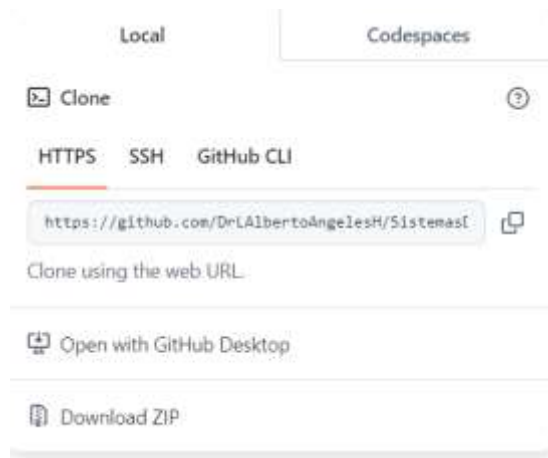 Local
Codespaces
Clone
HTTPS
SSH
GitHub CLI
https://github.com/DrLAlbertoAngelesH/SistemasD
Clone using the web URL.
Open with GitHub Desktop
Download ZIP